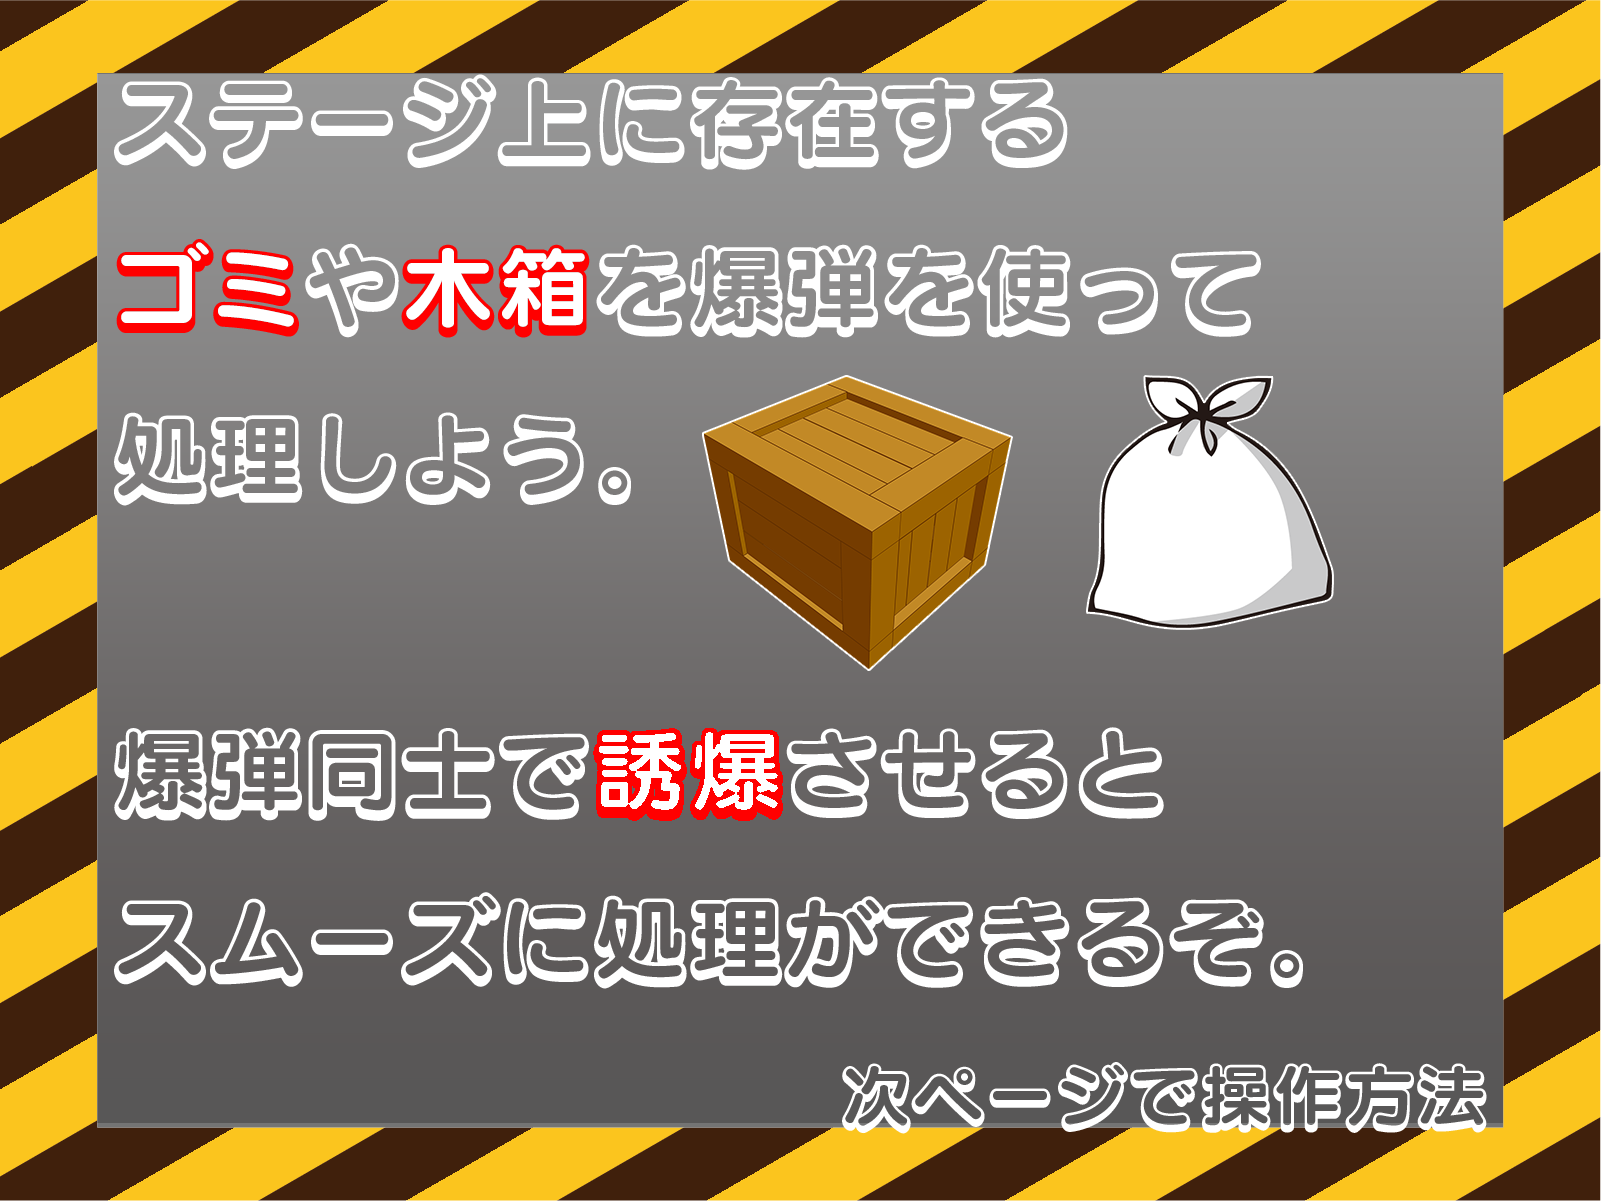 ステージ上に存在する
ゴミや木箱を爆弾を使って
処理しよう。
爆弾同士で誘爆させると
スムーズに処理ができるぞ。
次ページで操作方法